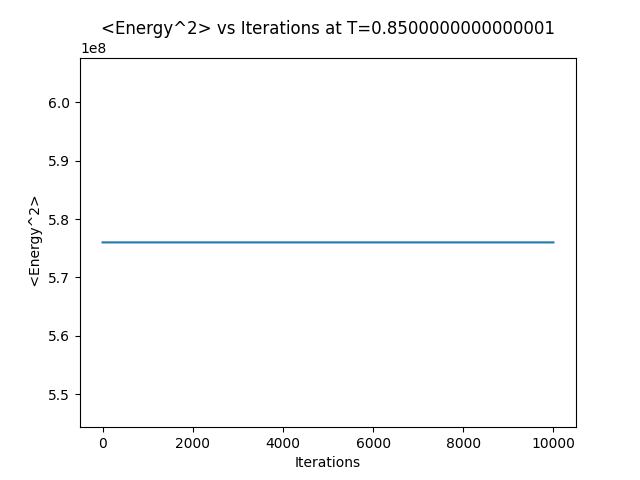 <Energy^2> vs Iterations at T=0.8500000000000001
1e8
6.0
5.9
5.8
5.7
5.6
5.5
<Energy^2>
0 2000 4000 6000 8000 10000
Iterations